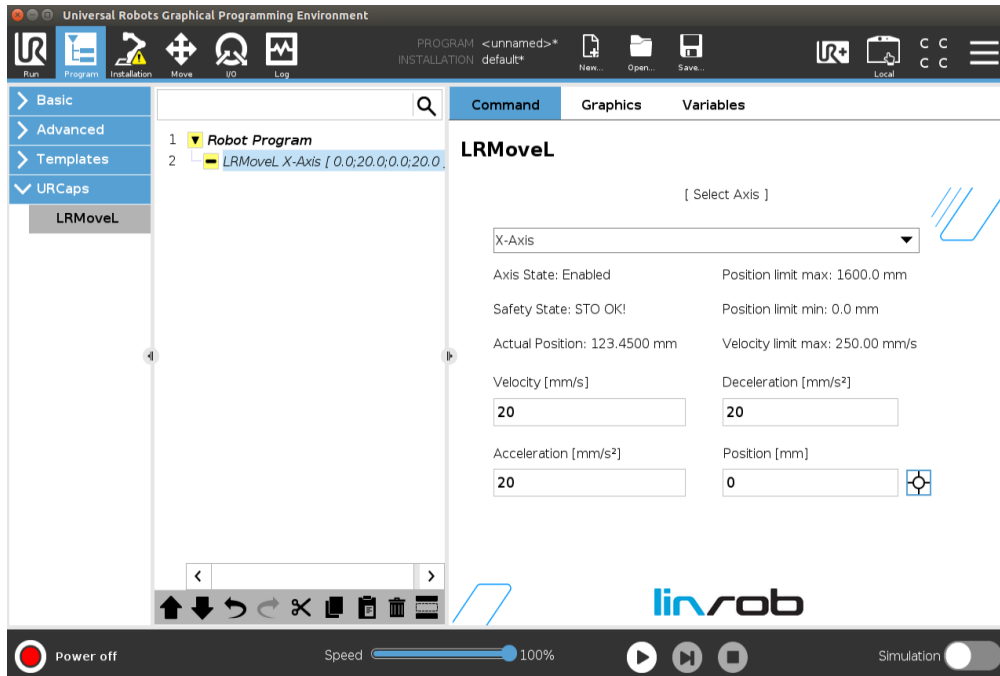 Universal Robots Graphical Programming Environment
PROGRAM <unnamed>*
INSTALLATION default*
Run Program Installation Move I/O Log New... Open... Save... UR+ Local
C C
C C
Basic
Advanced
Templates
URCaps
LRMoveL
1 Robot Program
2 LRMoveL X-Axis [ 0.0;20.0;0.0;20.0
Command Graphics Variables
LRMoveL
[ Select Axis ]
X-Axis
Axis State: Enabled Position limit max: 1600.0 mm
Safety State: STO OK! Position limit min: 0.0 mm
Actual Position: 123.4500 mm Velocity limit max: 250.00 mm/s
Velocity [mm/s] Deceleration [mm/s²]
20 20
Acceleration [mm/s²] Position [mm]
20 0
linrob
Power off Speed 100% Simulation